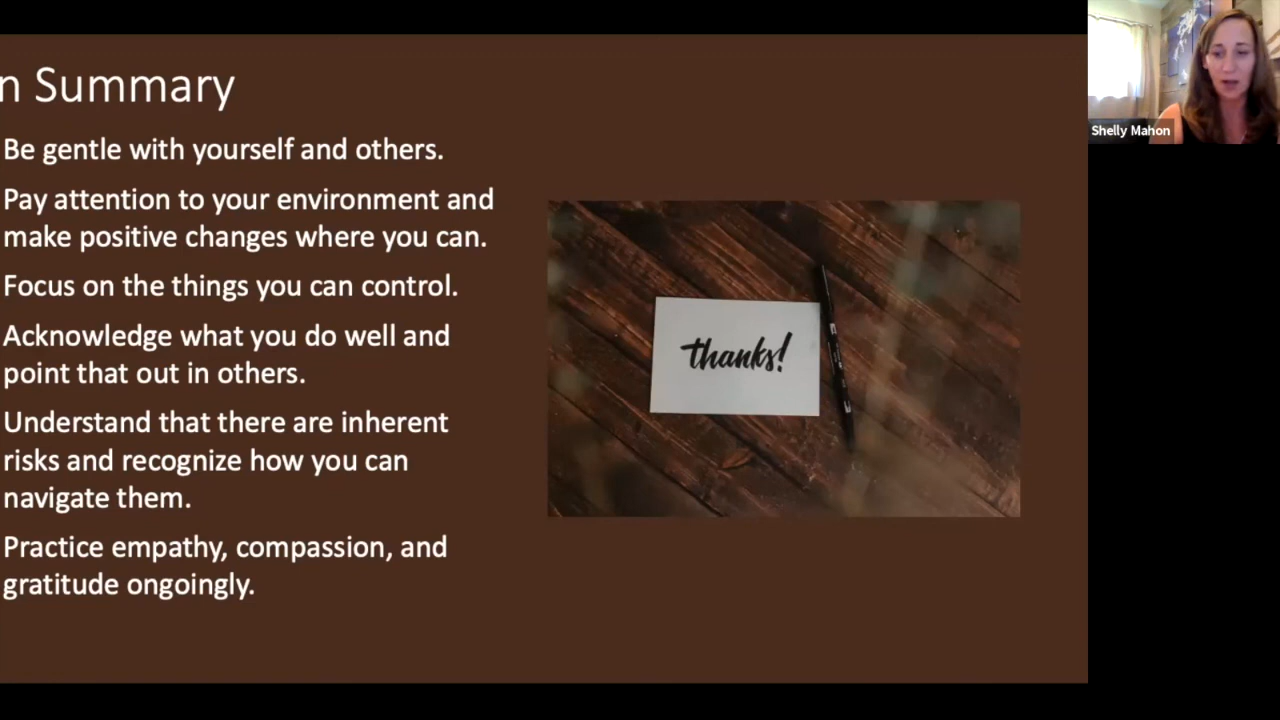 n Summary
Be gentle with yourself and others.
Pay attention to your environment and
make positive changes where you can.
Focus on the things you can control.
Acknowledge what you do well and
point that out in others.
Understand that there are inherent
risks and recognize how you can
navigate them.
Practice empathy, compassion, and
gratitude ongoingly.
thanks!
Shelly Mahon